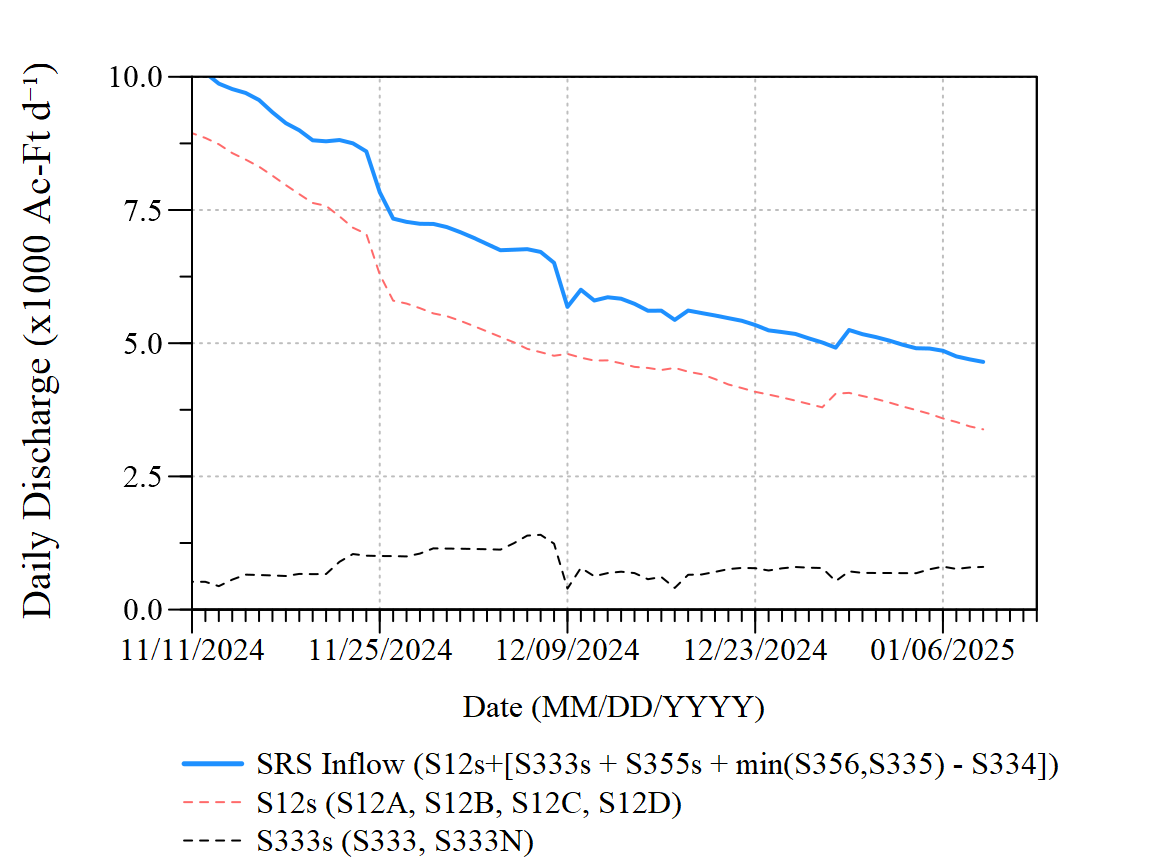 Daily Discharge (x1000 Ac-Ft d⁻¹)
10.0
7.5
5.0
2.5
0.0
11/11/2024 11/25/2024 12/09/2024 12/23/2024 01/06/2025
Date (MM/DD/YYYY)
SRS Inflow (S12s+[S333s + S355s + min(S356,S335) - S334])
S12s (S12A, S12B, S12C, S12D)
S333s (S333, S333N)